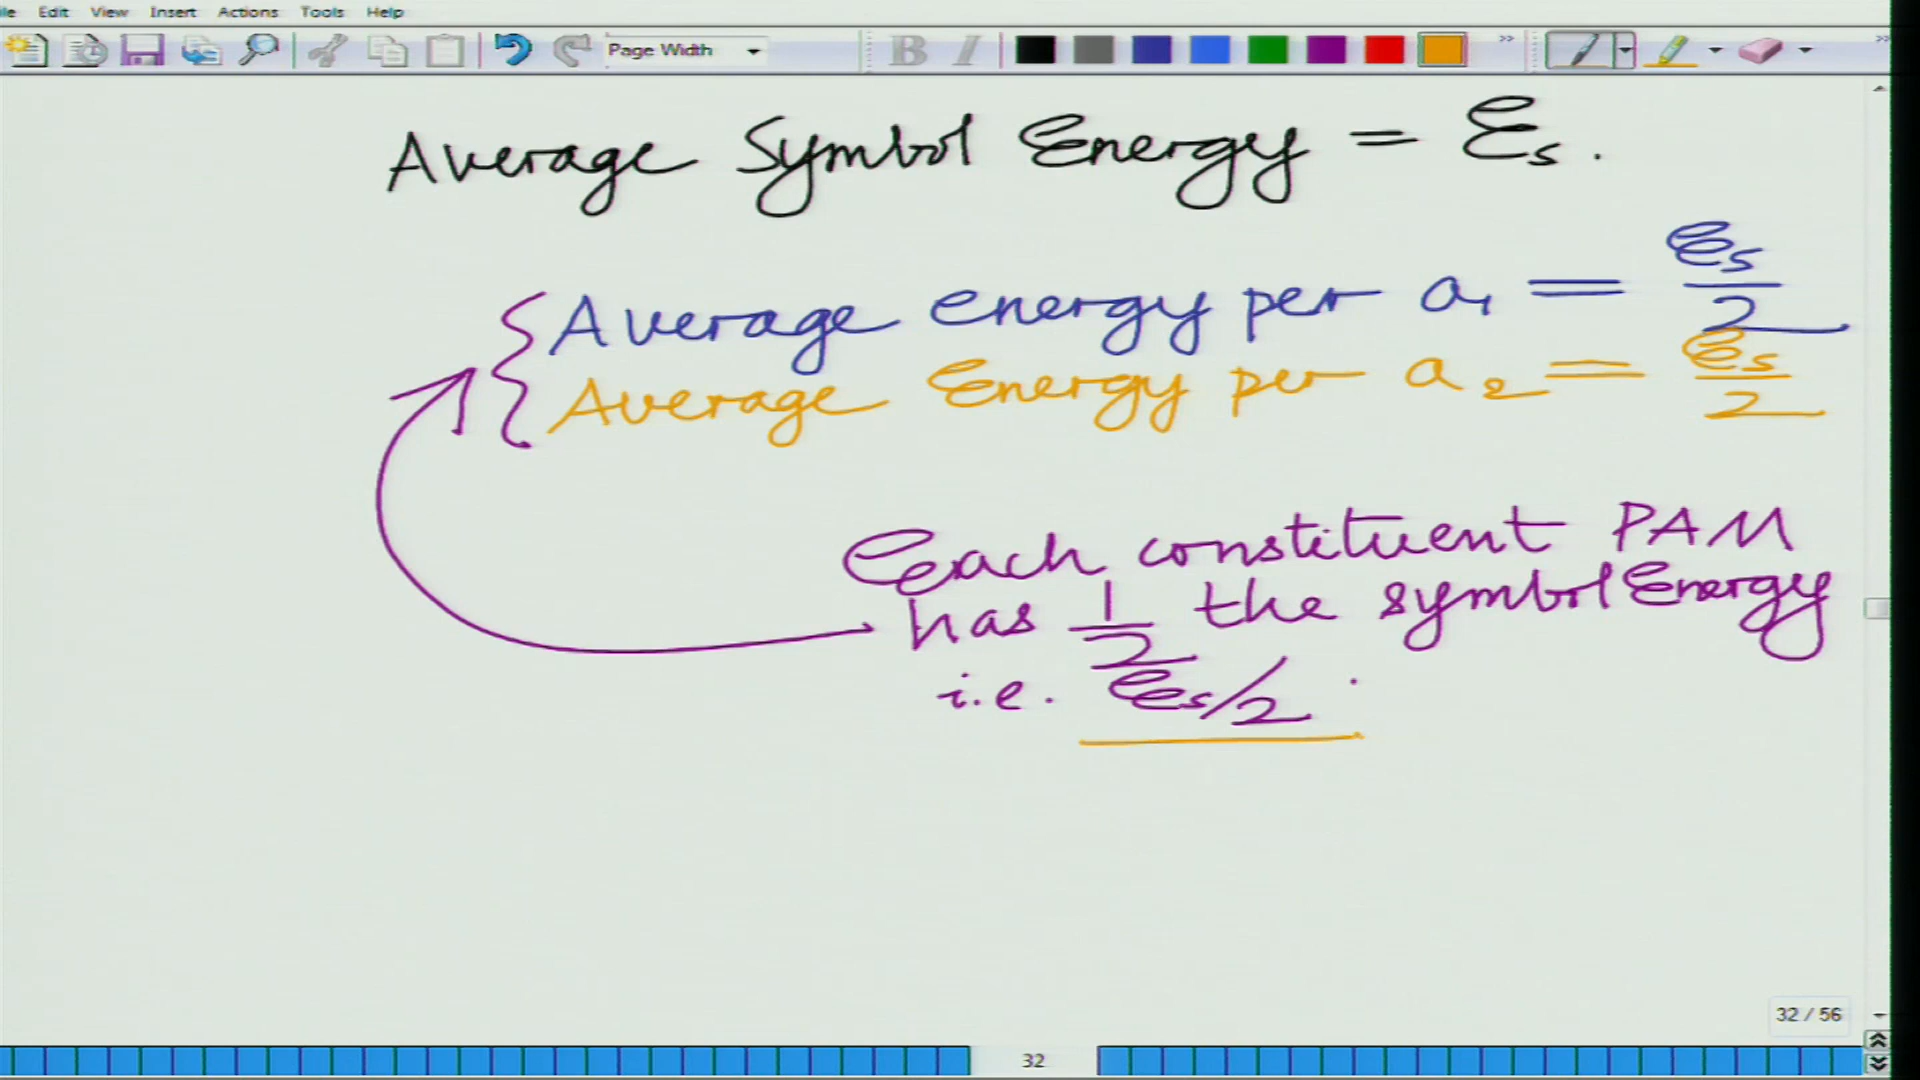 Edit View Insert Actions Tools Help
Page Width
B I
Average Symbol Energy = Es.
Average energy per a1 = Es/2
Average Energy per a2 = Es/2
Each constituent PAM
has 1/2 the symbol Energy
i.e. Es/2.
32 / 56
32